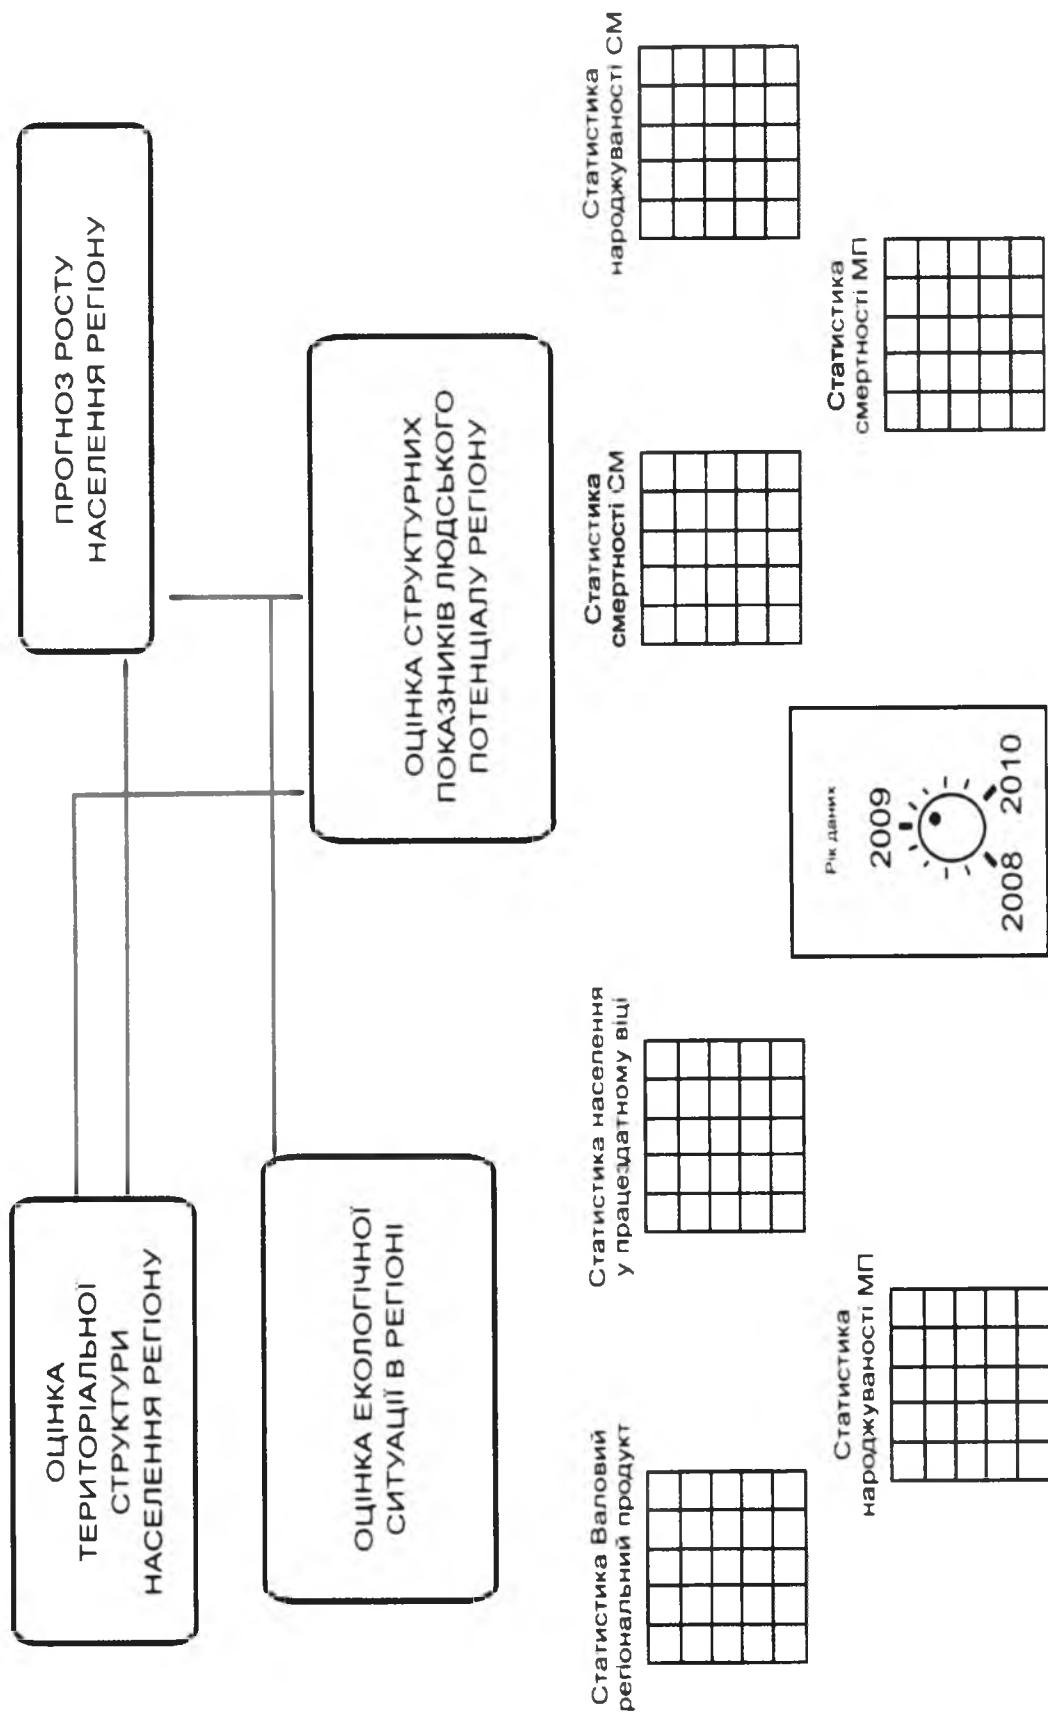 ОЦІНКА
ТЕРИТОРІАЛЬНОЇ
СТРУКТУРИ
НАСЕЛЕННЯ РЕГІОНУ
ПРОГНОЗ РОСТУ
НАСЕЛЕННЯ РЕГІОНУ
ОЦІНКА ЕКОЛОГІЧНОЇ
СИТУАЦІЇ В РЕГІОНІ
ОЦІНКА СТРУКТУРНИХ
ПОКАЗНИКІВ ЛЮДСЬКОГО
ПОТЕНЦІАЛУ РЕГІОНУ
Статистика Валовий
регіональний продукт
Статистика населення
у працездатному віці
Статистика
смертності СМ
Статистика
народжуваності СМ
Статистика
народжуваності МП
Рік даних
2009
2008
2010
Статистика
смертності МП